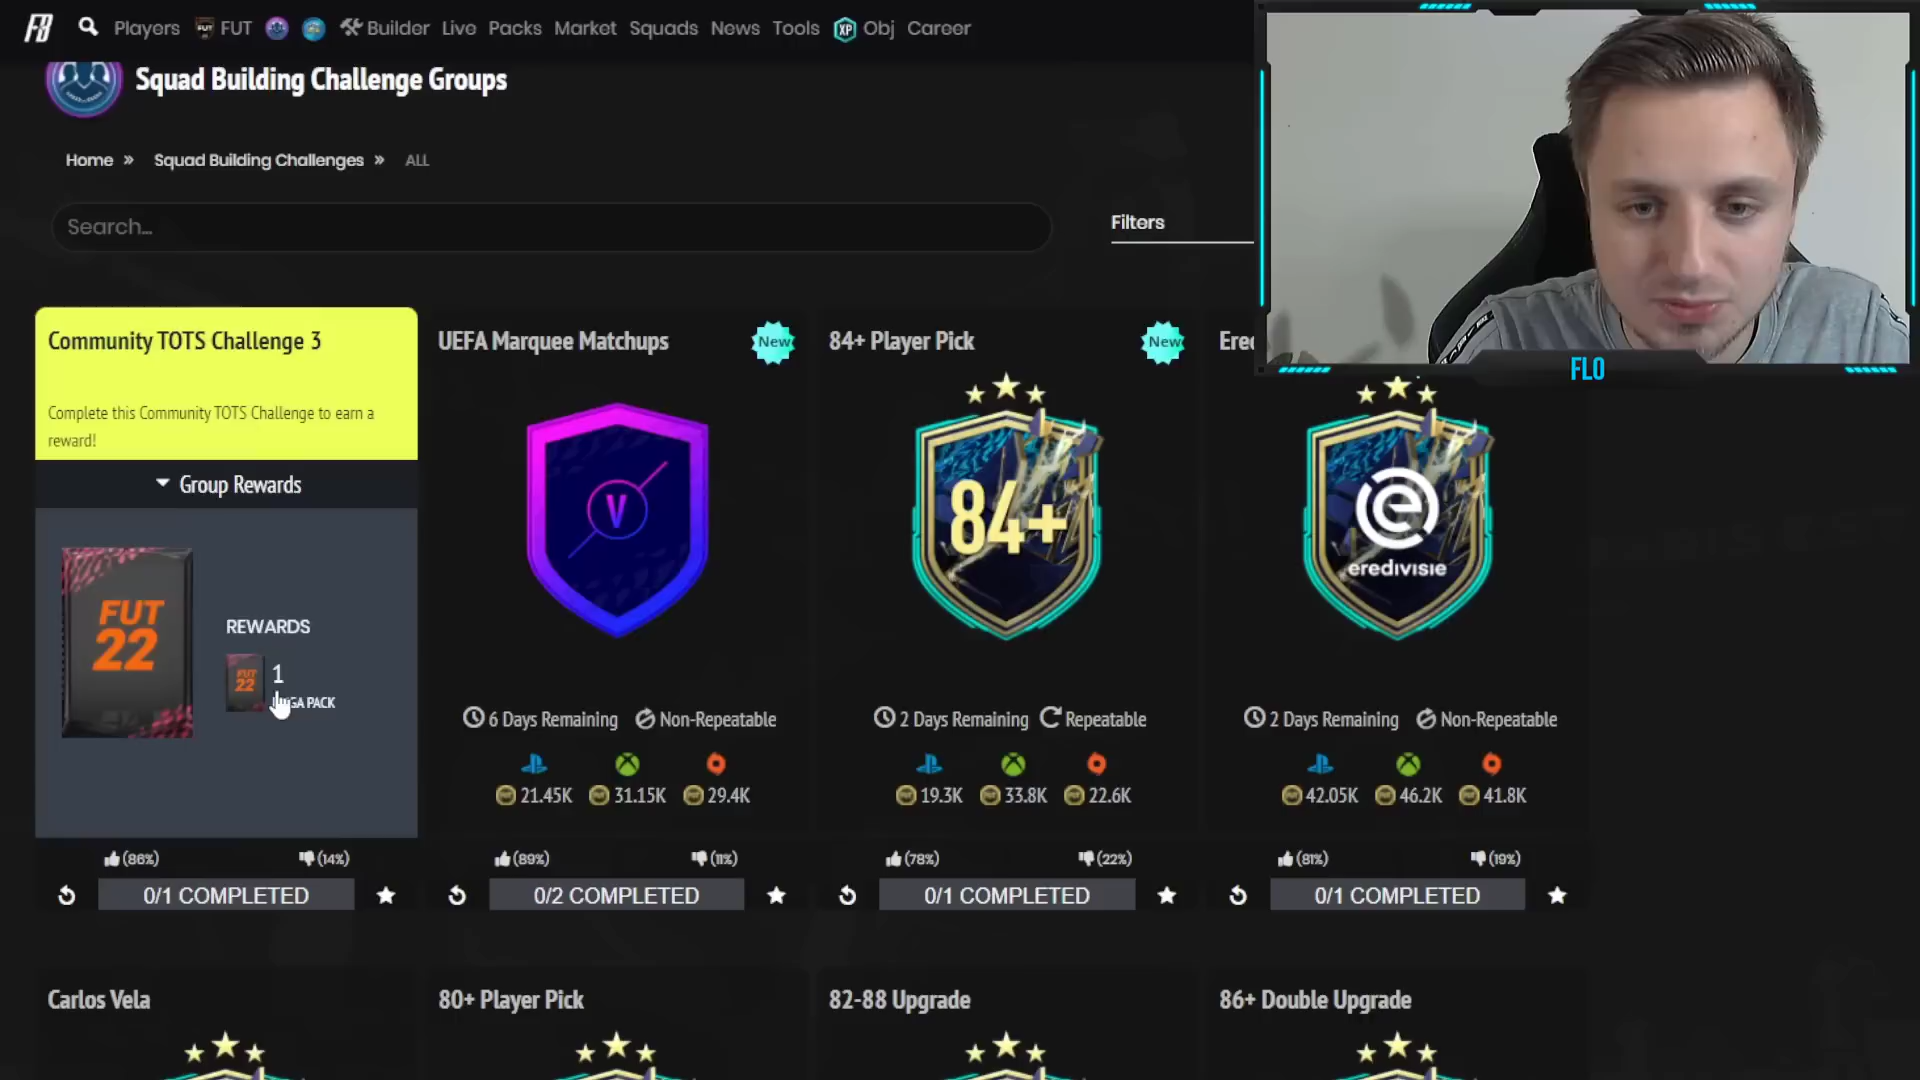 FB Players FUT Builder Live Packs Market Squads News Tools XP Obj Career
Squad Building Challenge Groups
Home » Squad Building Challenges » ALL
Search...
Filters
FLO
Community TOTS Challenge 3
Complete this Community TOTS Challenge to earn a
reward!
Group Rewards
FUT
22
REWARDS
FUT
22
1
PACK
(86%) (14%)
0/1 COMPLETED
UEFA Marquee Matchups
New
V
6 Days Remaining Non-Repeatable
21.45K 31.15K 29.4K
(89%) (11%)
0/2 COMPLETED
84+ Player Pick
New
84+
2 Days Remaining Repeatable
19.3K 33.8K 22.6K
(78%) (22%)
0/1 COMPLETED
Ered
e
eredivisie
2 Days Remaining Non-Repeatable
42.05K 46.2K 41.8K
(81%) (19%)
0/1 COMPLETED
Carlos Vela
80+ Player Pick
82-88 Upgrade
86+ Double Upgrade